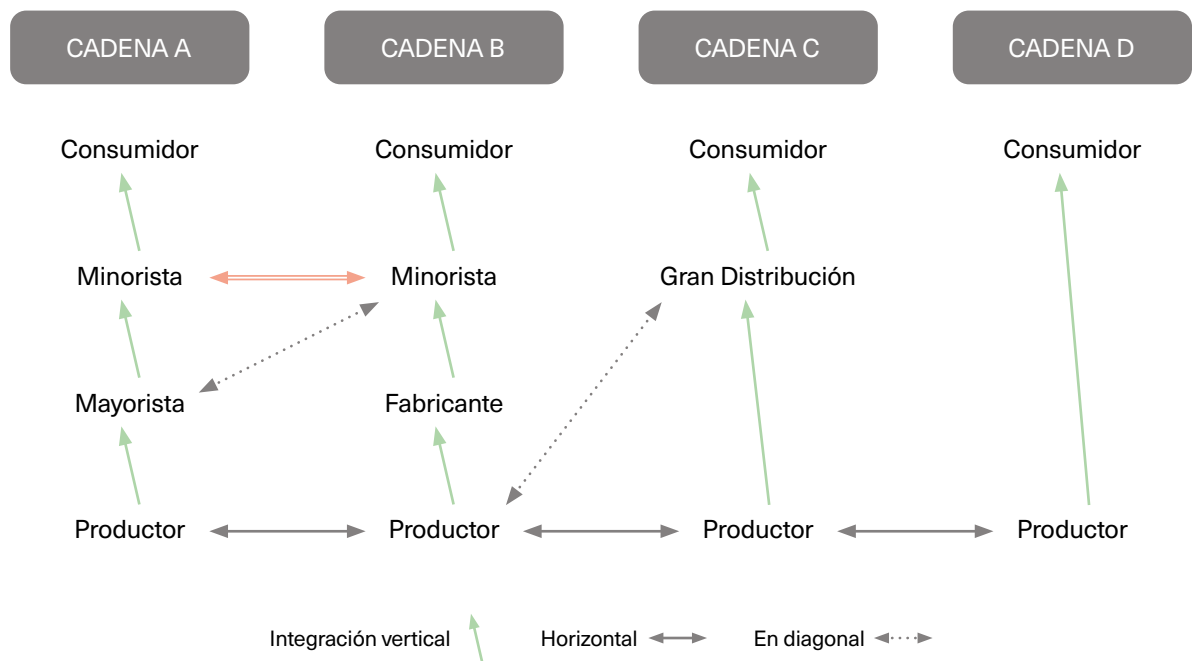 CADENA A
CADENA B
CADENA C
CADENA D
Consumidor
Consumidor
Consumidor
Consumidor
Minorista
Minorista
Gran Distribución
Mayorista
Fabricante
Productor
Productor
Productor
Productor
Integración vertical
Horizontal
En diagonal